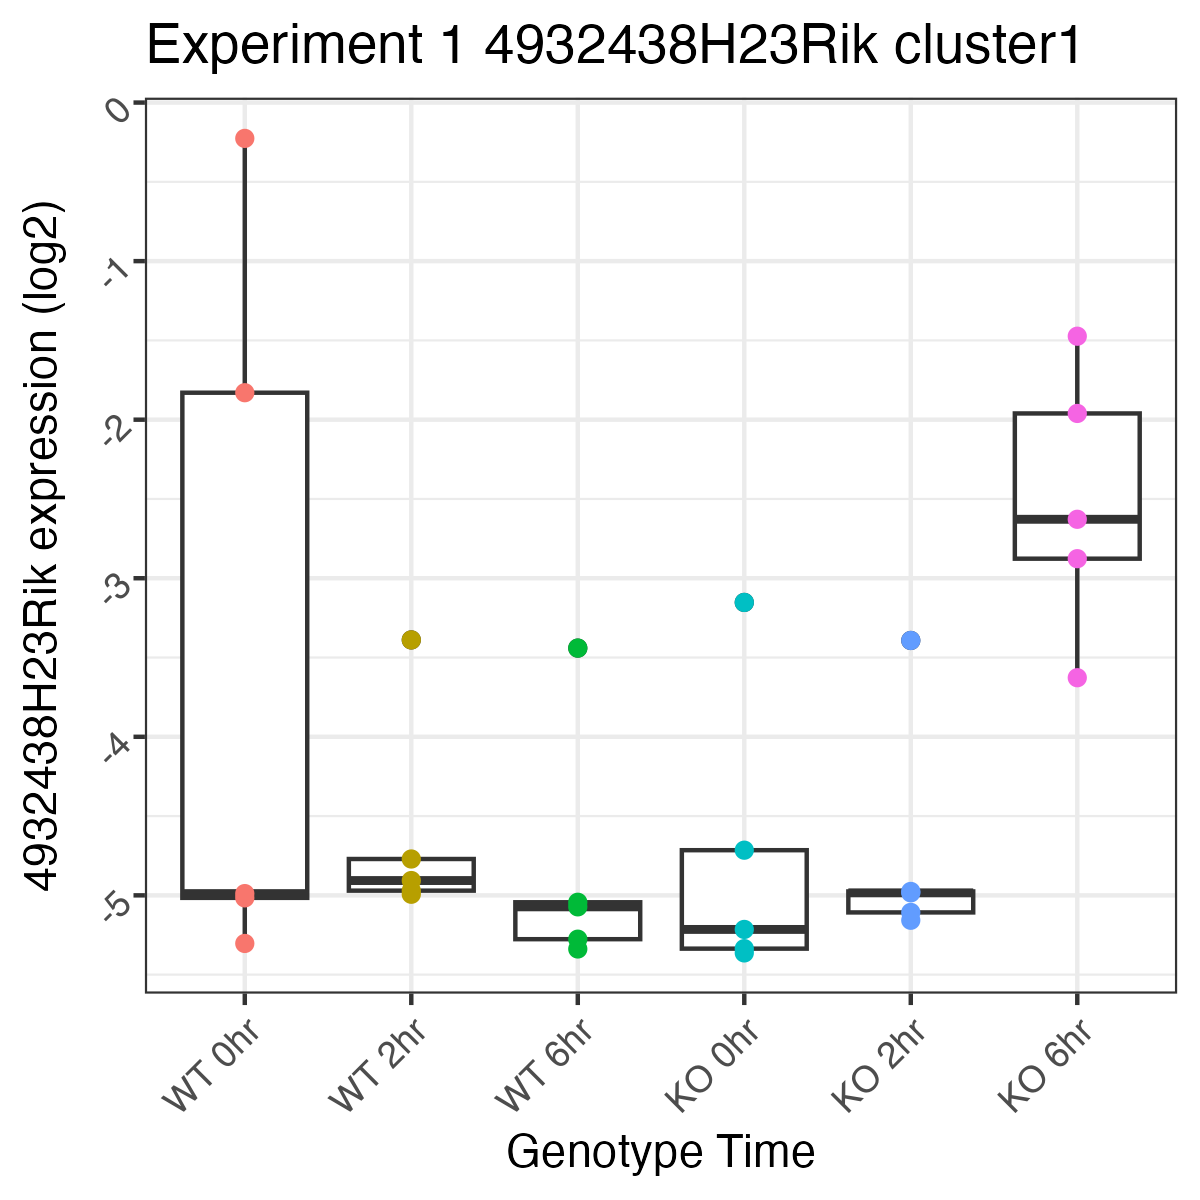 Experiment 1 4932438H23Rik cluster1
4932438H23Rik expression (log2)
0
-1
-2
-3
-4
-5
WT 0hr
WT 2hr
WT 6hr
KO 0hr
KO 2hr
KO 6hr
Genotype Time